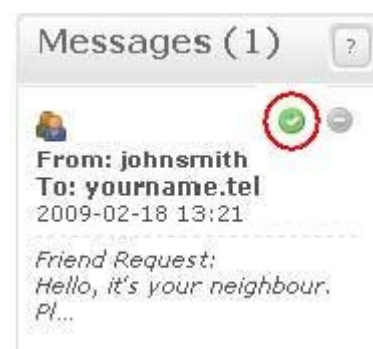 Messages (1)
?
From: johnsmith
To: yourname.tel
2009-02-18 13:21
Friend Request:
Hello, it's your neighbour.
Pl...